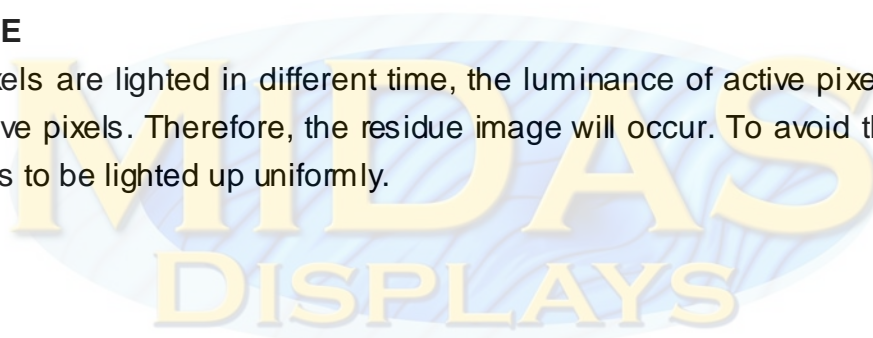 E
xels are lighted in different time, the luminance of active pixe
ve pixels. Therefore, the residue image will occur. To avoid th
s to be lighted up uniformly.
MIDAS
DISPLAYS